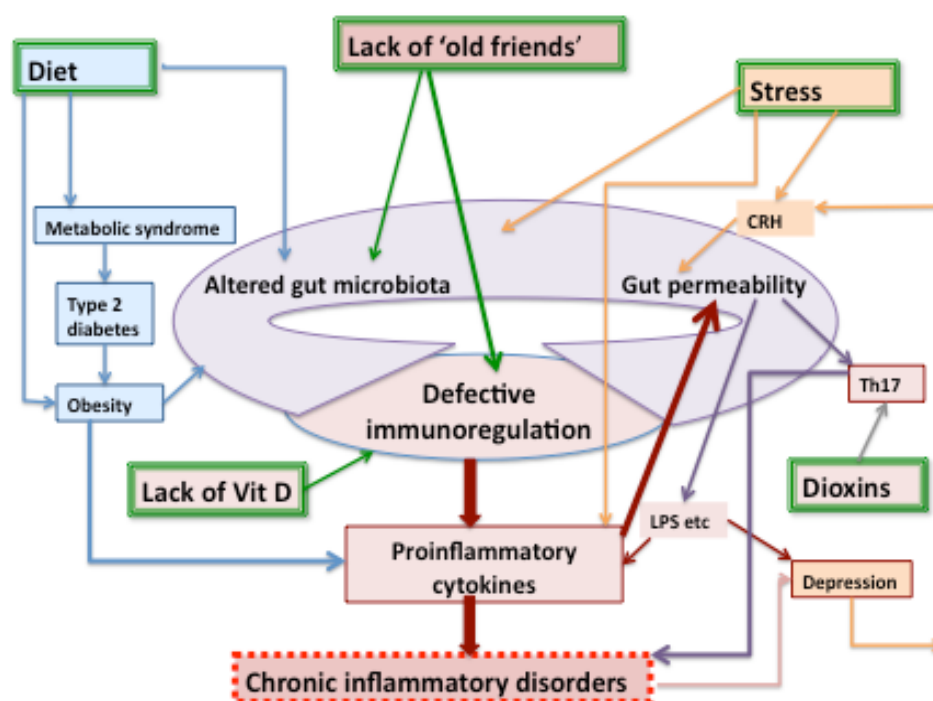 Lack of 'old friends'
Diet
Stress
Metabolic syndrome
CRH
Altered gut microbiota
Gut permeability
Type 2
diabetes
Obesity
Th17
Defective
immunoregulation
Lack of Vit D
Dioxins
LPS etc
Proinflammatory
cytokines
Depression
Chronic inflammatory disorders